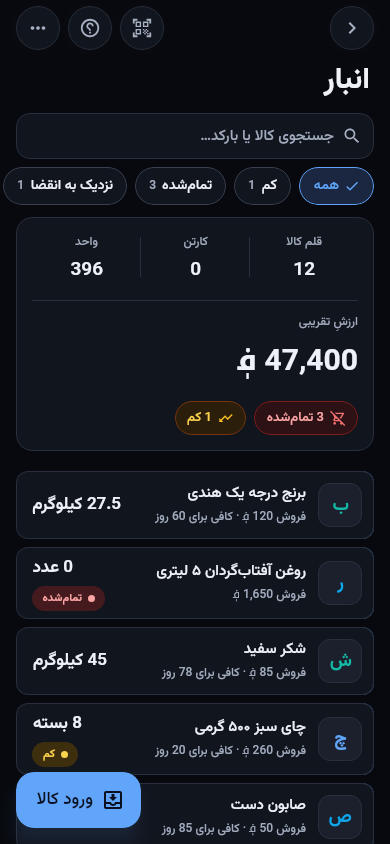 انبار
جستجوی کالا یا بارکد...
همه
کم 1
تمام‌شده 3
نزدیک به انقضا 1
قلم کالا
کارتن
واحد
12
0
396
ارزش تقریبی
47,400 ؋
3 تمام‌شده
1 کم
ب
برنج درجه یک هندی
27.5 کیلوگرم
فروش 120 ؋ · کافی برای 60 روز
ر
روغن آفتاب‌گردان ۵ لیتری
0 عدد
فروش 1,650 ؋
تمام‌شده
ش
شکر سفید
45 کیلوگرم
فروش 85 ؋ · کافی برای 78 روز
چ
چای سبز ۵۰۰ گرمی
8 بسته
فروش 260 ؋ · کافی برای 20 روز
کم
ص
صابون دست
فروش 50 ؋ · کافی برای 85 روز
ورود کالا